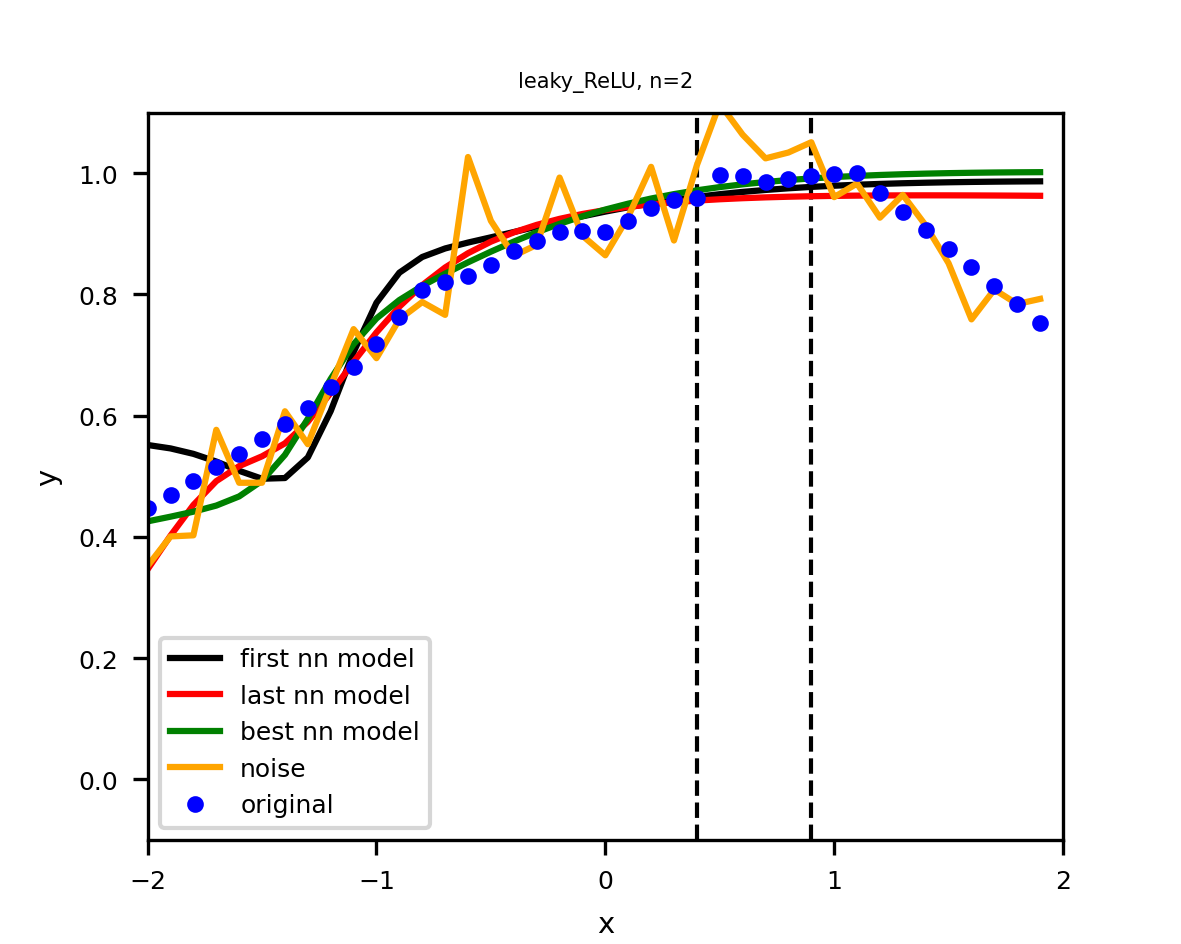 leaky_ReLU, n=2
1.0
0.8
0.6
0.4
0.2
0.0
y
first nn model
last nn model
best nn model
noise
original
−2
−1
0
1
2
x